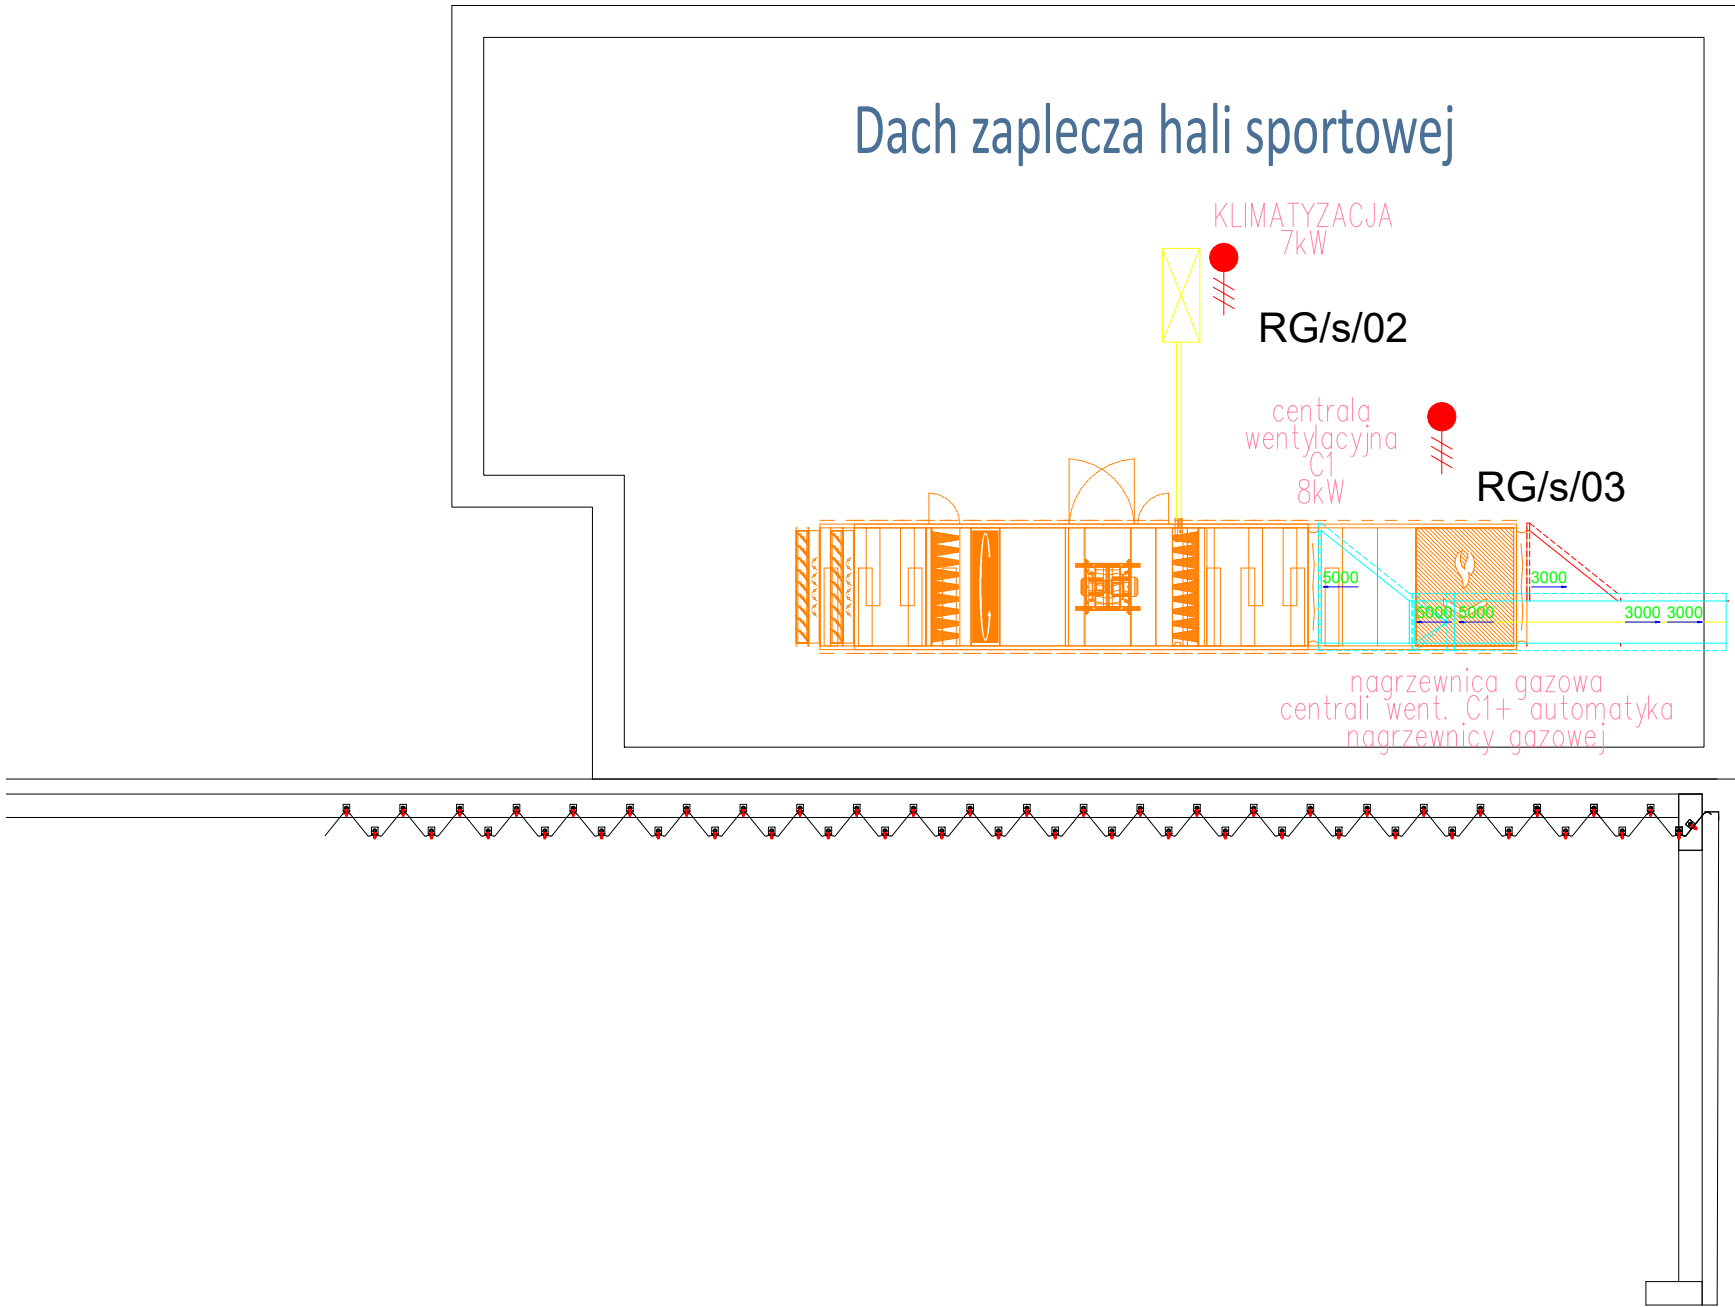 Dach zaplecza hali sportowej
KLIMATYZACJA
7kW
RG/s/02
centrala
wentylacyjna
C1
8kW
RG/s/03
5000
3000
5000 5000
3000 3000
nagrzewnica gazowa
centrali went. C1+ automatyka
nagrzewnicy gazowej